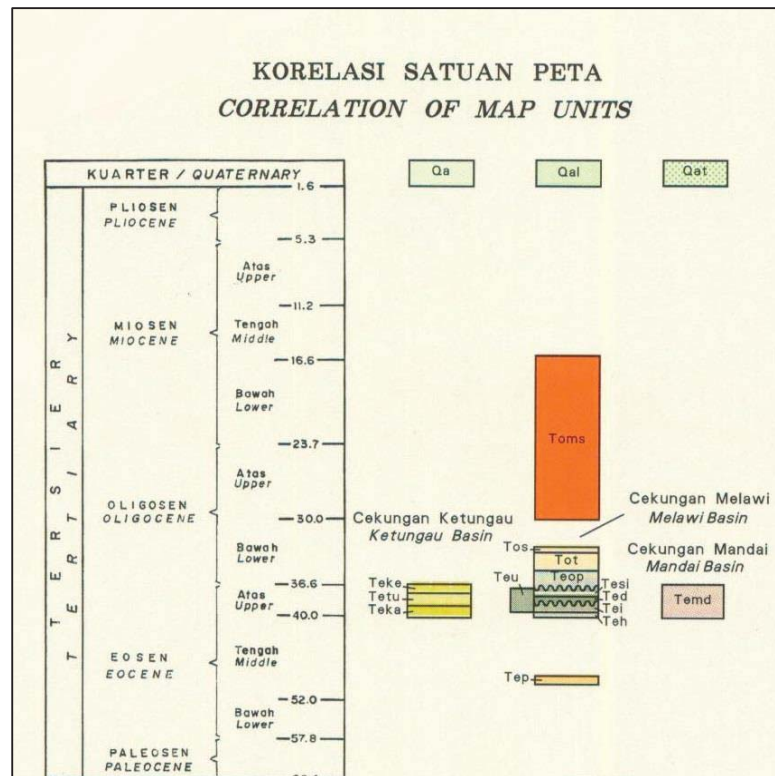 KORELASI SATUAN PETA
CORRELATION OF MAP UNITS
KUARTER / QUATERNARY
Qa
Qal
Qat
1.6
PLIOSEN
PLIOCENE
5.3
Atas
Upper
11.2
MIOSEN
MIOCENE
Tengah
Middle
16.6
Bawah
Lower
23.7
Toms
Atas
Upper
OLIGOSEN
OLIGOCENE
30.0
Cekungan Ketungau
Ketungau Basin
Cekungan Melawi
Melawi Basin
Bawah
Lower
Tos
Tot
Cekungan Mandai
Mandai Basin
36.6
Teke
Teu
Teop
Tesi
Atas
Upper
Tetu
Ted
Temd
40.0
Teka
Tei
Teh
EOSEN
EOCENE
Tengah
Middle
Tep
52.0
Bawah
Lower
57.8
PALEOSEN
PALEOCENE
TERTSIER
TERTIARY